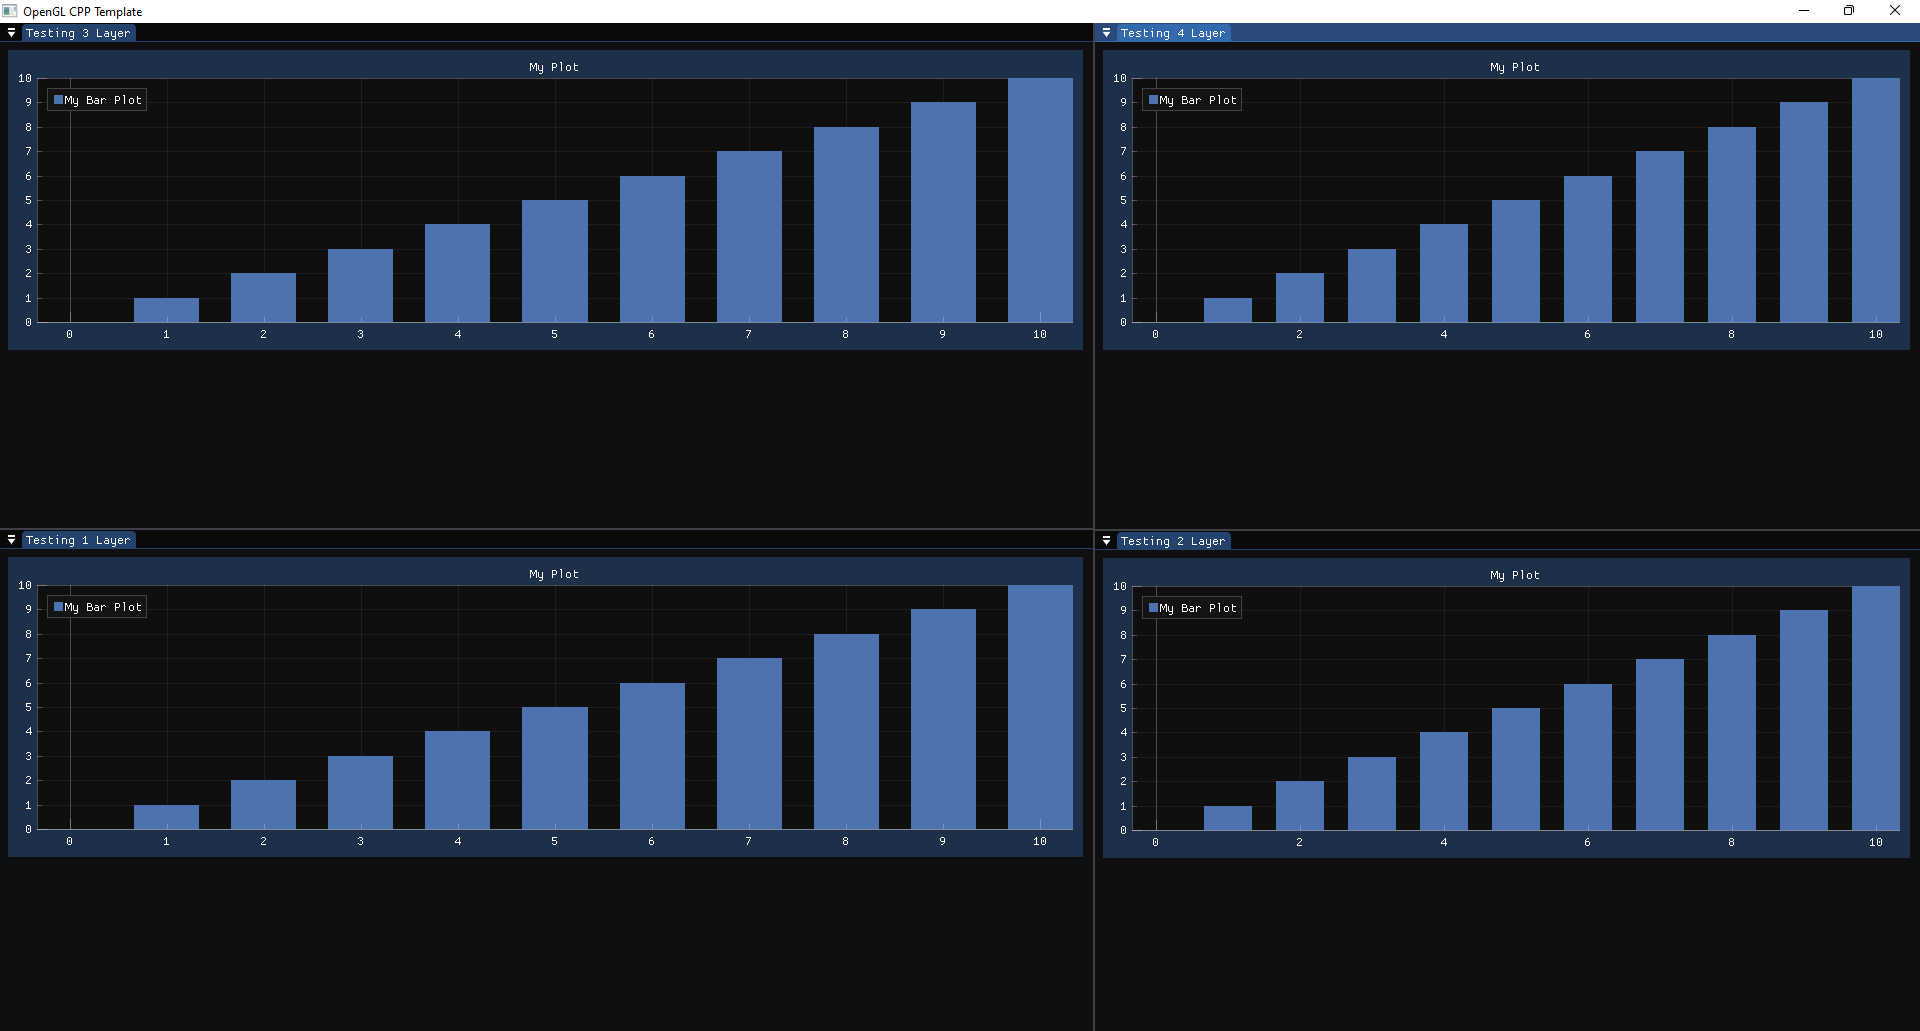 OpenGL CPP Template
Testing 3 Layer
My Plot
My Bar Plot
10
9
8
7
6
5
4
3
2
1
0
0 1 2 3 4 5 6 7 8 9 10
Testing 4 Layer
My Plot
My Bar Plot
10
9
8
7
6
5
4
3
2
1
0
0 2 4 6 8 10
Testing 1 Layer
My Plot
My Bar Plot
10
9
8
7
6
5
4
3
2
1
0
0 1 2 3 4 5 6 7 8 9 10
Testing 2 Layer
My Plot
My Bar Plot
10
9
8
7
6
5
4
3
2
1
0
0 2 4 6 8 10